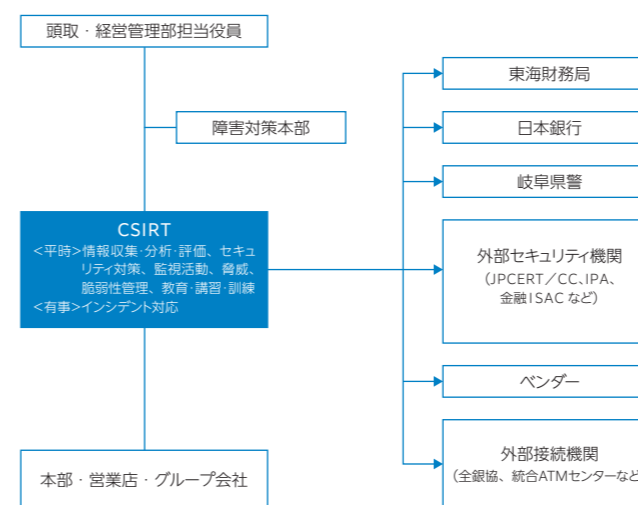 頭取・経営管理部担当役員
障害対策本部
CSIRT
<平時>情報収集・分析・評価、セキュ
リティ対策、監視活動、脅威、
脆弱性管理、教育・講習・訓練
<有事>インシデント対応
本部・営業店・グループ会社
東海財務局
日本銀行
岐阜県警
外部セキュリティ機関
(JPCERT／CC、IPA、
金融ISAC など)
ベンダー
外部接続機関
(全銀協、統合ATMセンターなど